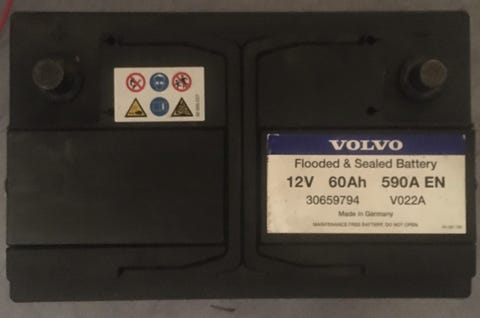 VOLVO
Flooded & Sealed Battery
12V 60Ah 590A EN
30659794 V022A
Made in Germany
MAINTENANCE FREE BATTERY. DO NOT OPEN